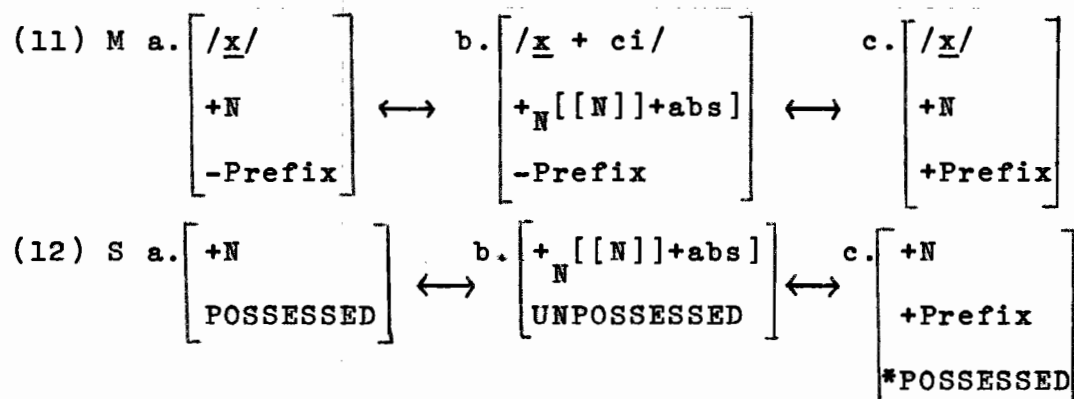 (11) M a. /x/ b. /x + ci/ c. /x/
+N ⟷ +N[[N]]+abs] ⟷ +N
-Prefix -Prefix +Prefix
(12) S a. +N b. +N[[N]]+abs] c. +N
POSSESSED ⟷ UNPOSSESSED ⟷ +Prefix
*POSSESSED